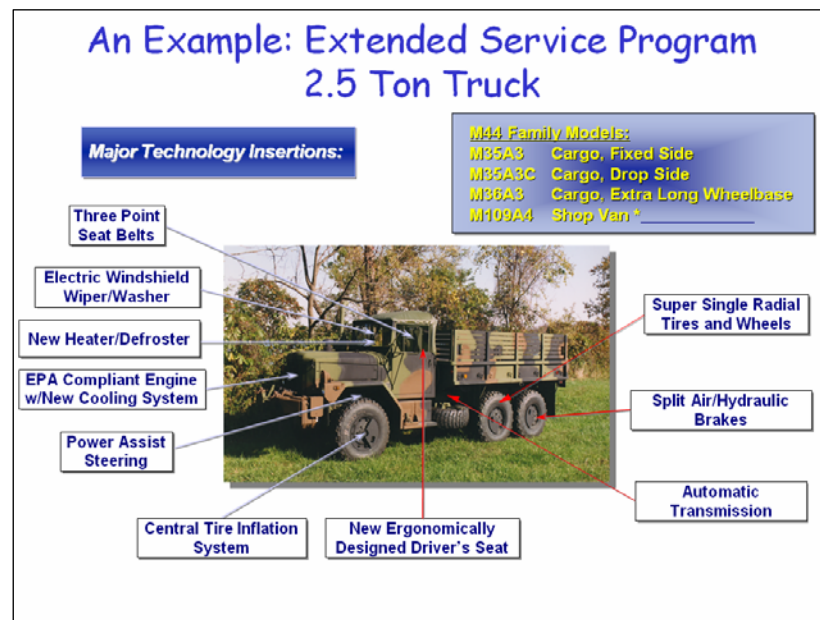 An Example: Extended Service Program
2.5 Ton Truck
Major Technology Insertions:
M44 Family Models:
M35A3 Cargo, Fixed Side
M35A3C Cargo, Drop Side
M36A3 Cargo, Extra Long Wheelbase
M109A4 Shop Van *____________
Three Point
Seat Belts
Electric Windshield
Wiper/Washer
New Heater/Defroster
EPA Compliant Engine
w/New Cooling System
Power Assist
Steering
Central Tire Inflation
System
New Ergonomically
Designed Driver's Seat
Super Single Radial
Tires and Wheels
Split Air/Hydraulic
Brakes
Automatic
Transmission